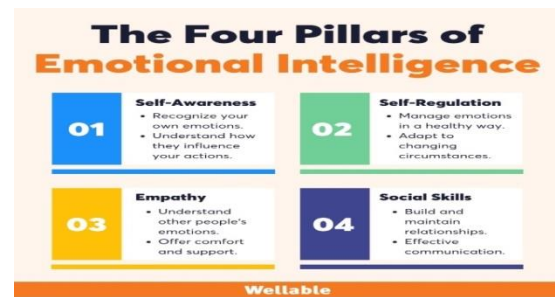 The Four Pillars of
Emotional Intelligence
01
Self-Awareness
• Recognize your
own emotions.
• Understand how
they influence
your actions.
02
Self-Regulation
• Manage emotions
in a healthy way.
• Adapt to
changing
circumstances.
03
Empathy
• Understand
other people's
emotions.
• Offer comfort
and support.
04
Social Skills
• Build and
maintain
relationships.
• Effective
communication.
Wellable